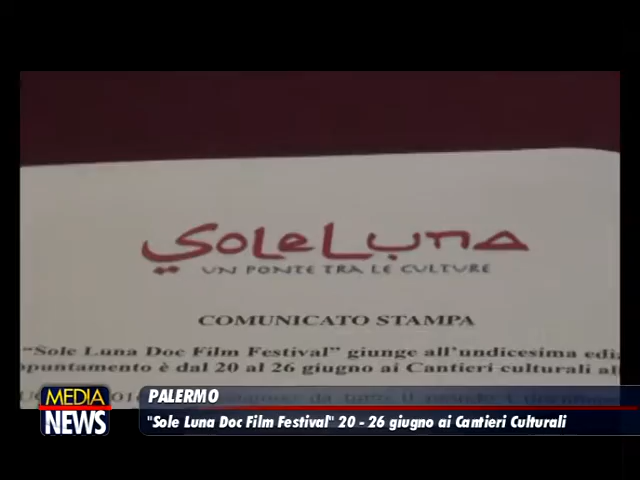 SoleLuna
UN PONTE TRA LE CULTURE
COMUNICATO STAMPA
"Sole Luna Doc Film Festival" giunge all'undicesima edi
puntamento è dal 20 al 26 giugno ai Cantieri culturali al
MEDIA
NEWS
PALERMO
"Sole Luna Doc Film Festival" 20 - 26 giugno ai Cantieri Culturali